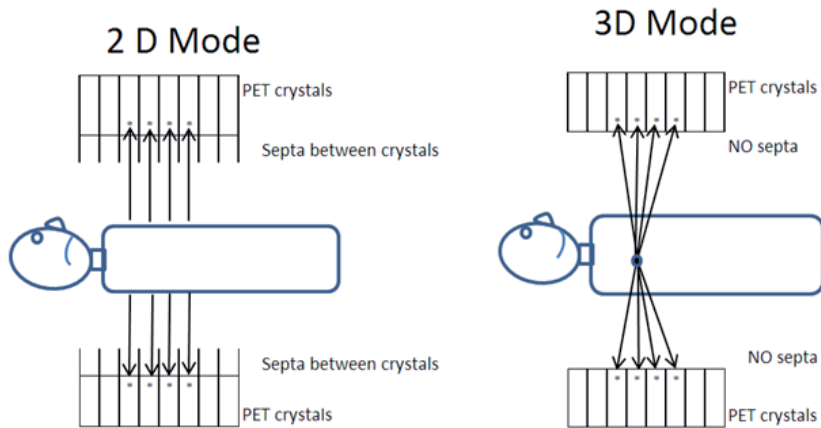 2 D Mode
PET crystals
Septa between crystals
Septa between crystals
PET crystals
3D Mode
PET crystals
NO septa
NO septa
PET crystals